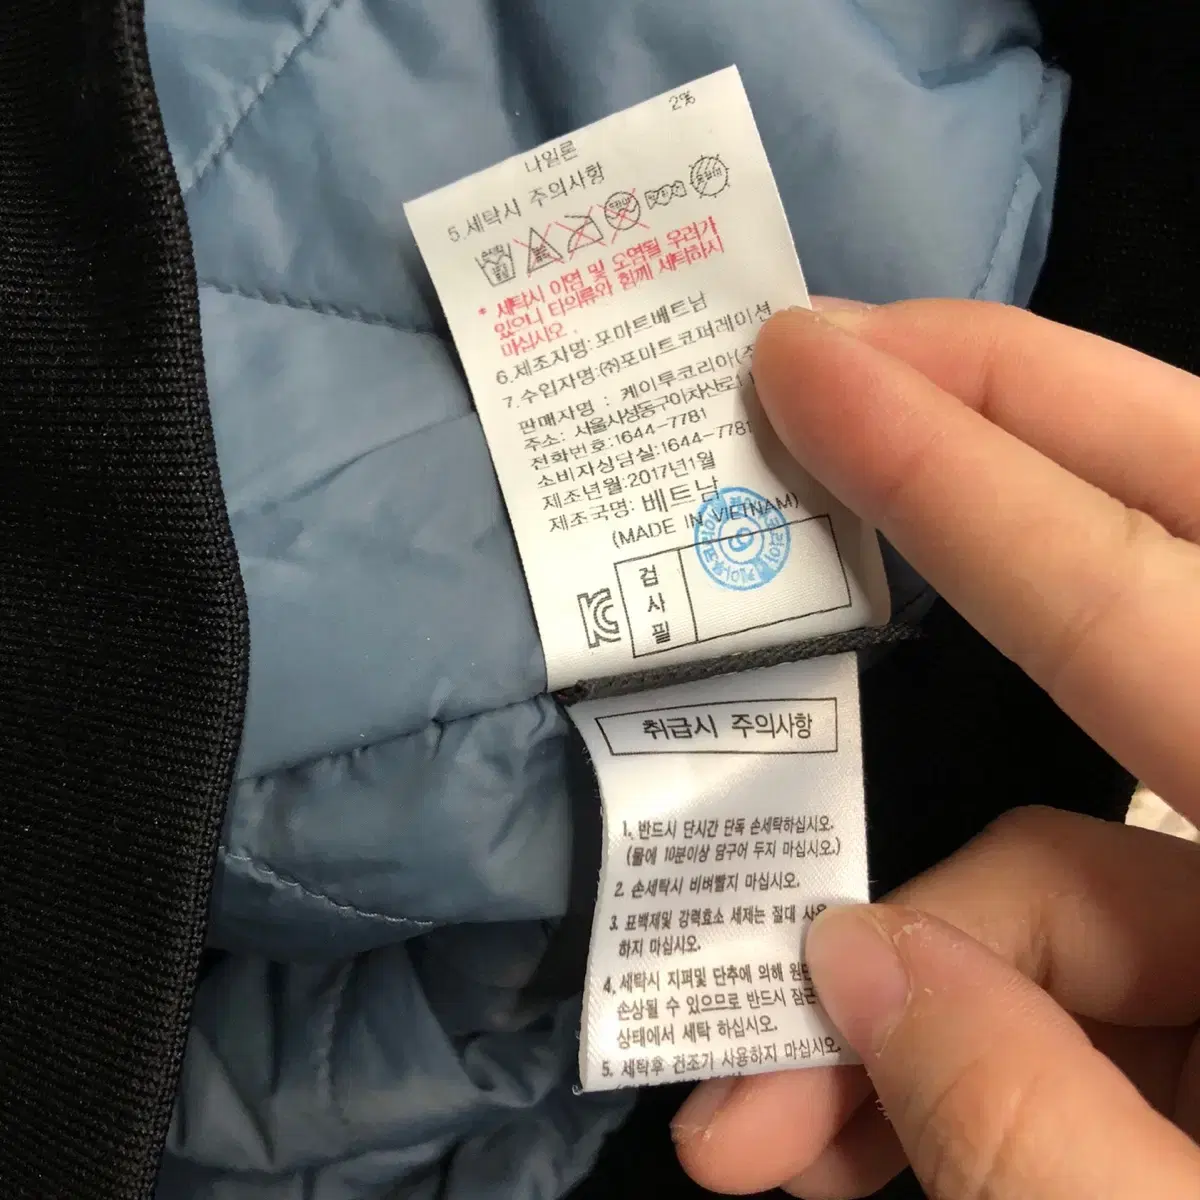 2%
나일론
5.세탁시 주의사항
* 세탁시 이염 및 오염될 우려가
있으니 타의류와 함께 세탁하시
마십시오.
6.제조자명:포마트베트남
7.수입자명:(주)포마트코퍼레이션
판매자명 : 케이투코리아(주
주소: 서울시성동구아차산로1
전화번호:1644-7781
소비자상담실:1644-7781
제조년월:2017년1월
제조국명: 베트남
(MADE IN VIETNAM)
검
사
필
취급시 주의사항
1. 반드시 단시간 단독 손세탁하십시오.
(물에 10분이상 담구어 두지 마십시오.)
2. 손세탁시 비벼빨지 마십시오.
3. 표백제및 강력효소 세제는 절대 사용
하지 마십시오.
4. 세탁시 지퍼및 단추에 의해 원단
손상될 수 있으므로 반드시 잠근
상태에서 세탁 하십시오.
5. 세탁후 건조기 사용하지 마십시오.